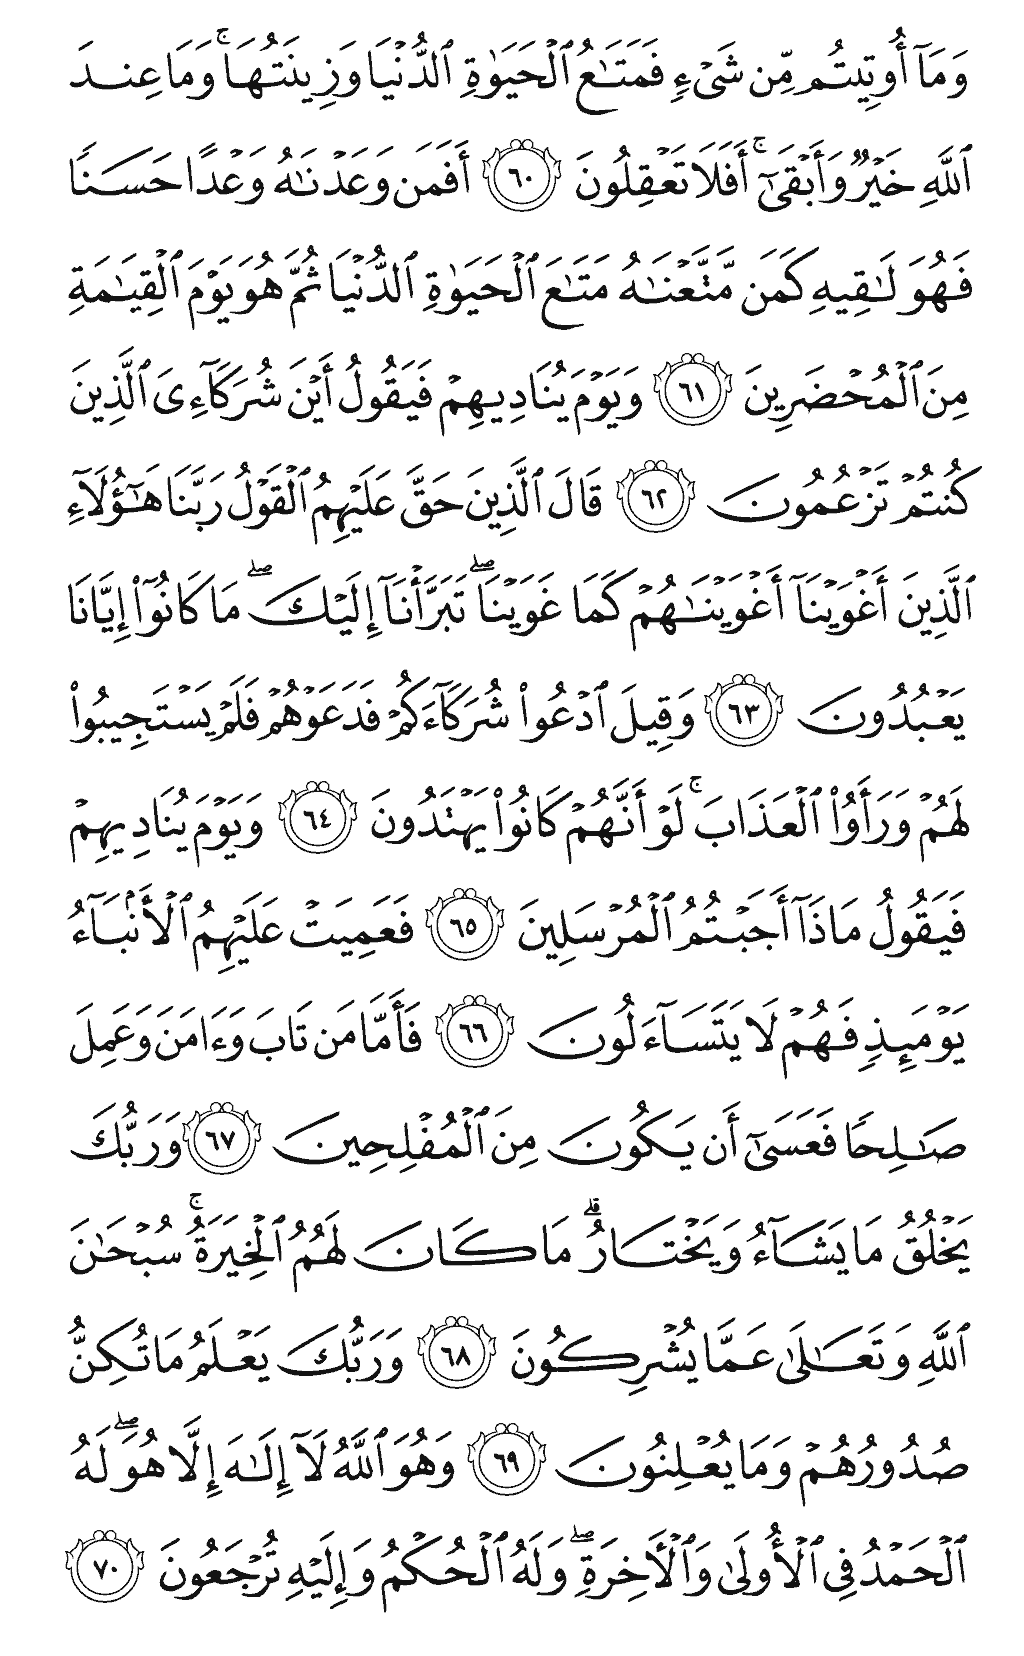 وَمَآ أُوتِيتُم مِّن شَىْءٍ فَمَتَـٰعُ ٱلْحَيَوٰةِ ٱلدُّنْيَا وَزِينَتُهَا ۚ وَمَا عِندَ
ٱللَّهِ خَيْرٌ وَأَبْقَىٰٓ ۚ أَفَلَا تَعْقِلُونَ ٦٠ أَفَمَن وَعَدْنَـٰهُ وَعْدًا حَسَنًا
فَهُوَ لَـٰقِيهِ كَمَن مَّتَّعْنَـٰهُ مَتَـٰعَ ٱلْحَيَوٰةِ ٱلدُّنْيَا ثُمَّ هُوَ يَوْمَ ٱلْقِيَـٰمَةِ
مِنَ ٱلْمُحْضَرِينَ ٦١ وَيَوْمَ يُنَادِيهِمْ فَيَقُولُ أَيْنَ شُرَكَآءِىَ ٱلَّذِينَ
كُنتُمْ تَزْعُمُونَ ٦٢ قَالَ ٱلَّذِينَ حَقَّ عَلَيْهِمُ ٱلْقَوْلُ رَبَّنَا هَـٰٓؤُلَآءِ
ٱلَّذِينَ أَغْوَيْنَآ أَغْوَيْنَـٰهُمْ كَمَا غَوَيْنَا ۖ تَبَرَّأْنَآ إِلَيْكَ ۖ مَا كَانُوٓا۟ إِيَّانَا
يَعْبُدُونَ ٦٣ وَقِيلَ ٱدْعُوا۟ شُرَكَآءَكُمْ فَدَعَوْهُمْ فَلَمْ يَسْتَجِيبُوا۟
لَهُمْ وَرَأَوُا۟ ٱلْعَذَابَ ۚ لَوْ أَنَّهُمْ كَانُوا۟ يَهْتَدُونَ ٦٤ وَيَوْمَ يُنَادِيهِمْ
فَيَقُولُ مَاذَآ أَجَبْتُمُ ٱلْمُرْسَلِينَ ٦٥ فَعَمِيَتْ عَلَيْهِمُ ٱلْأَنۢبَآءُ
يَوْمَئِذٍ فَهُمْ لَا يَتَسَآءَلُونَ ٦٦ فَأَمَّا مَن تَابَ وَءَامَنَ وَعَمِلَ
صَـٰلِحًا فَعَسَىٰٓ أَن يَكُونَ مِنَ ٱلْمُفْلِحِينَ ٦٧ وَرَبُّكَ
يَخْلُقُ مَا يَشَآءُ وَيَخْتَارُ ۗ مَا كَانَ لَهُمُ ٱلْخِيَرَةُ ۚ سُبْحَـٰنَ
ٱللَّهِ وَتَعَـٰلَىٰ عَمَّا يُشْرِكُونَ ٦٨ وَرَبُّكَ يَعْلَمُ مَا تُكِنُّ
صُدُورُهُمْ وَمَا يُعْلِنُونَ ٦٩ وَهُوَ ٱللَّهُ لَآ إِلَـٰهَ إِلَّا هُوَ ۖ لَهُ
ٱلْحَمْدُ فِى ٱلْأُولَىٰ وَٱلْـَٔاخِرَةِ ۖ وَلَهُ ٱلْحُكْمُ وَإِلَيْهِ تُرْجَعُونَ ٧٠